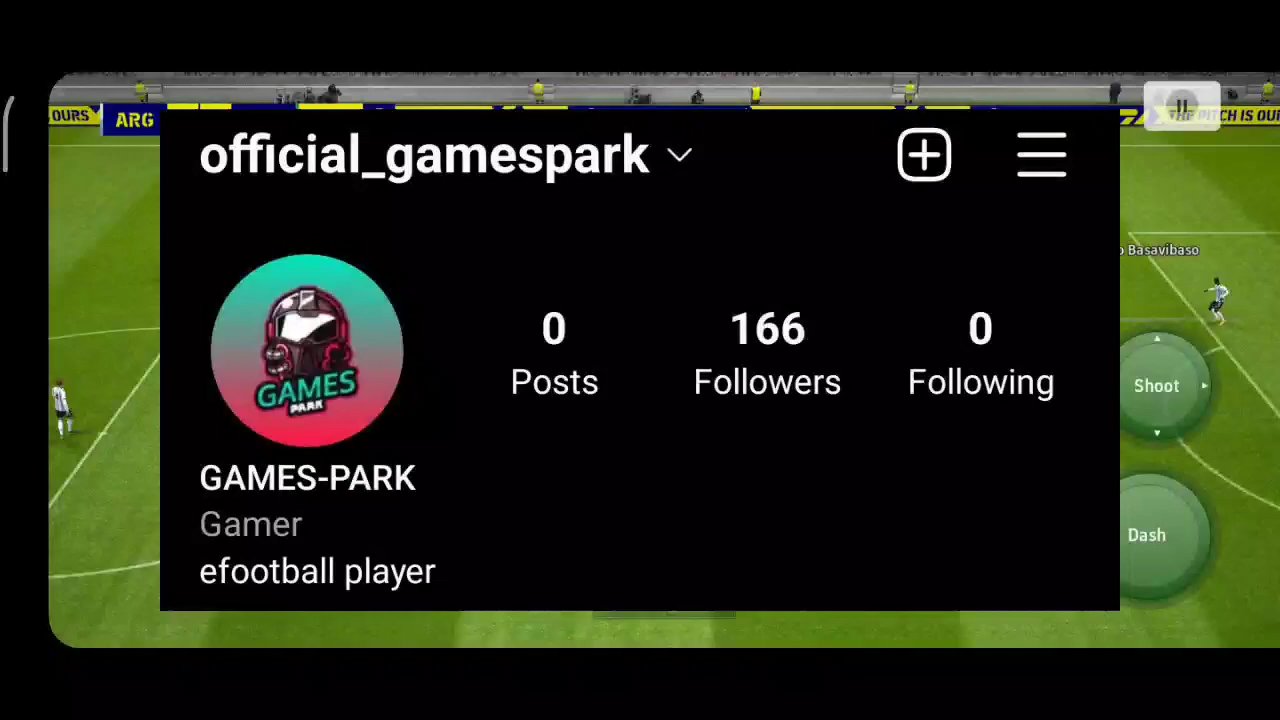 OURS
ARG
THE PITCH IS OUR
official_gamespark
Basavibaso
GAMES
PARK
0
166
0
Posts
Followers
Following
Shoot
GAMES-PARK
Gamer
Dash
efootball player